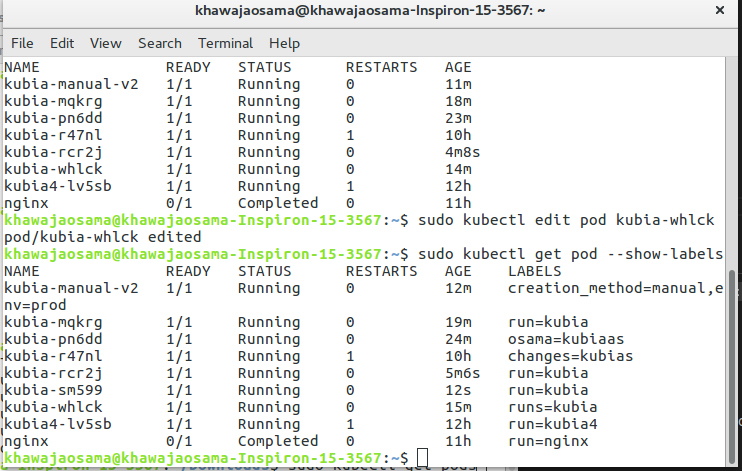 khawajaosama@khawajaosama-Inspiron-15-3567: ~
File Edit View Search Terminal Help
NAME READY STATUS RESTARTS AGE
kubia-manual-v2 1/1 Running 0 11m
kubia-mqkrg 1/1 Running 0 18m
kubia-pn6dd 1/1 Running 0 23m
kubia-r47nl 1/1 Running 1 10h
kubia-rcr2j 1/1 Running 0 4m8s
kubia-whlck 1/1 Running 0 14m
kubia4-lv5sb 1/1 Running 1 12h
nginx 0/1 Completed 0 11h
khawajaosama@khawajaosama-Inspiron-15-3567:~$ sudo kubectl edit pod kubia-whlck
pod/kubia-whlck edited
khawajaosama@khawajaosama-Inspiron-15-3567:~$ sudo kubectl get pod --show-labels
NAME READY STATUS RESTARTS AGE LABELS
kubia-manual-v2 1/1 Running 0 12m creation_method=manual,e
nv=prod
kubia-mqkrg 1/1 Running 0 19m run=kubia
kubia-pn6dd 1/1 Running 0 24m osama=kubiaas
kubia-r47nl 1/1 Running 1 10h changes=kubias
kubia-rcr2j 1/1 Running 0 5m6s run=kubia
kubia-sm599 1/1 Running 0 12s run=kubia
kubia-whlck 1/1 Running 0 15m runs=kubia
kubia4-lv5sb 1/1 Running 1 12h run=kubia4
nginx 0/1 Completed 0 11h run=nginx
khawajaosama@khawajaosama-Inspiron-15-3567:~$